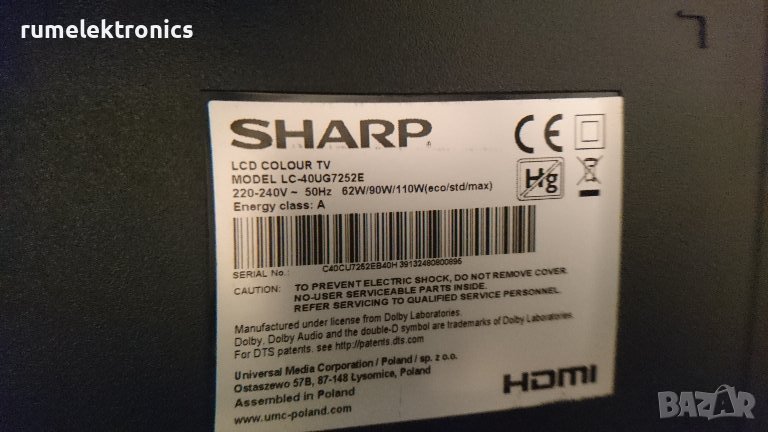 rumelektronics
SHARP
LCD COLOUR TV
MODEL LC-40UG7252E
220-240V ~ 50Hz 62W/90W/110W(eco/std/max)
Energy class: A
CE
Hg
C40CU7252EB40H 39132480800896
SERIAL No.:
CAUTION: TO PREVENT ELECTRIC SHOCK, DO NOT REMOVE COVER.
NO-USER SERVICEABLE PARTS INSIDE.
REFER SERVICING TO QUALIFIED SERVICE PERSONNEL.
Manufactured under license from Dolby Laboratories.
Dolby, Dolby Audio and the double-D symbol are trademarks of Dolby Laboratories.
For DTS patents, see http://patents.dts.com
Universal Media Corporation / Poland / sp. z o.o.
Ostaszewo 57B, 87-148 Łysomice, Poland
Assembled in Poland
www.umc-poland.com
HDMI
BAZAR